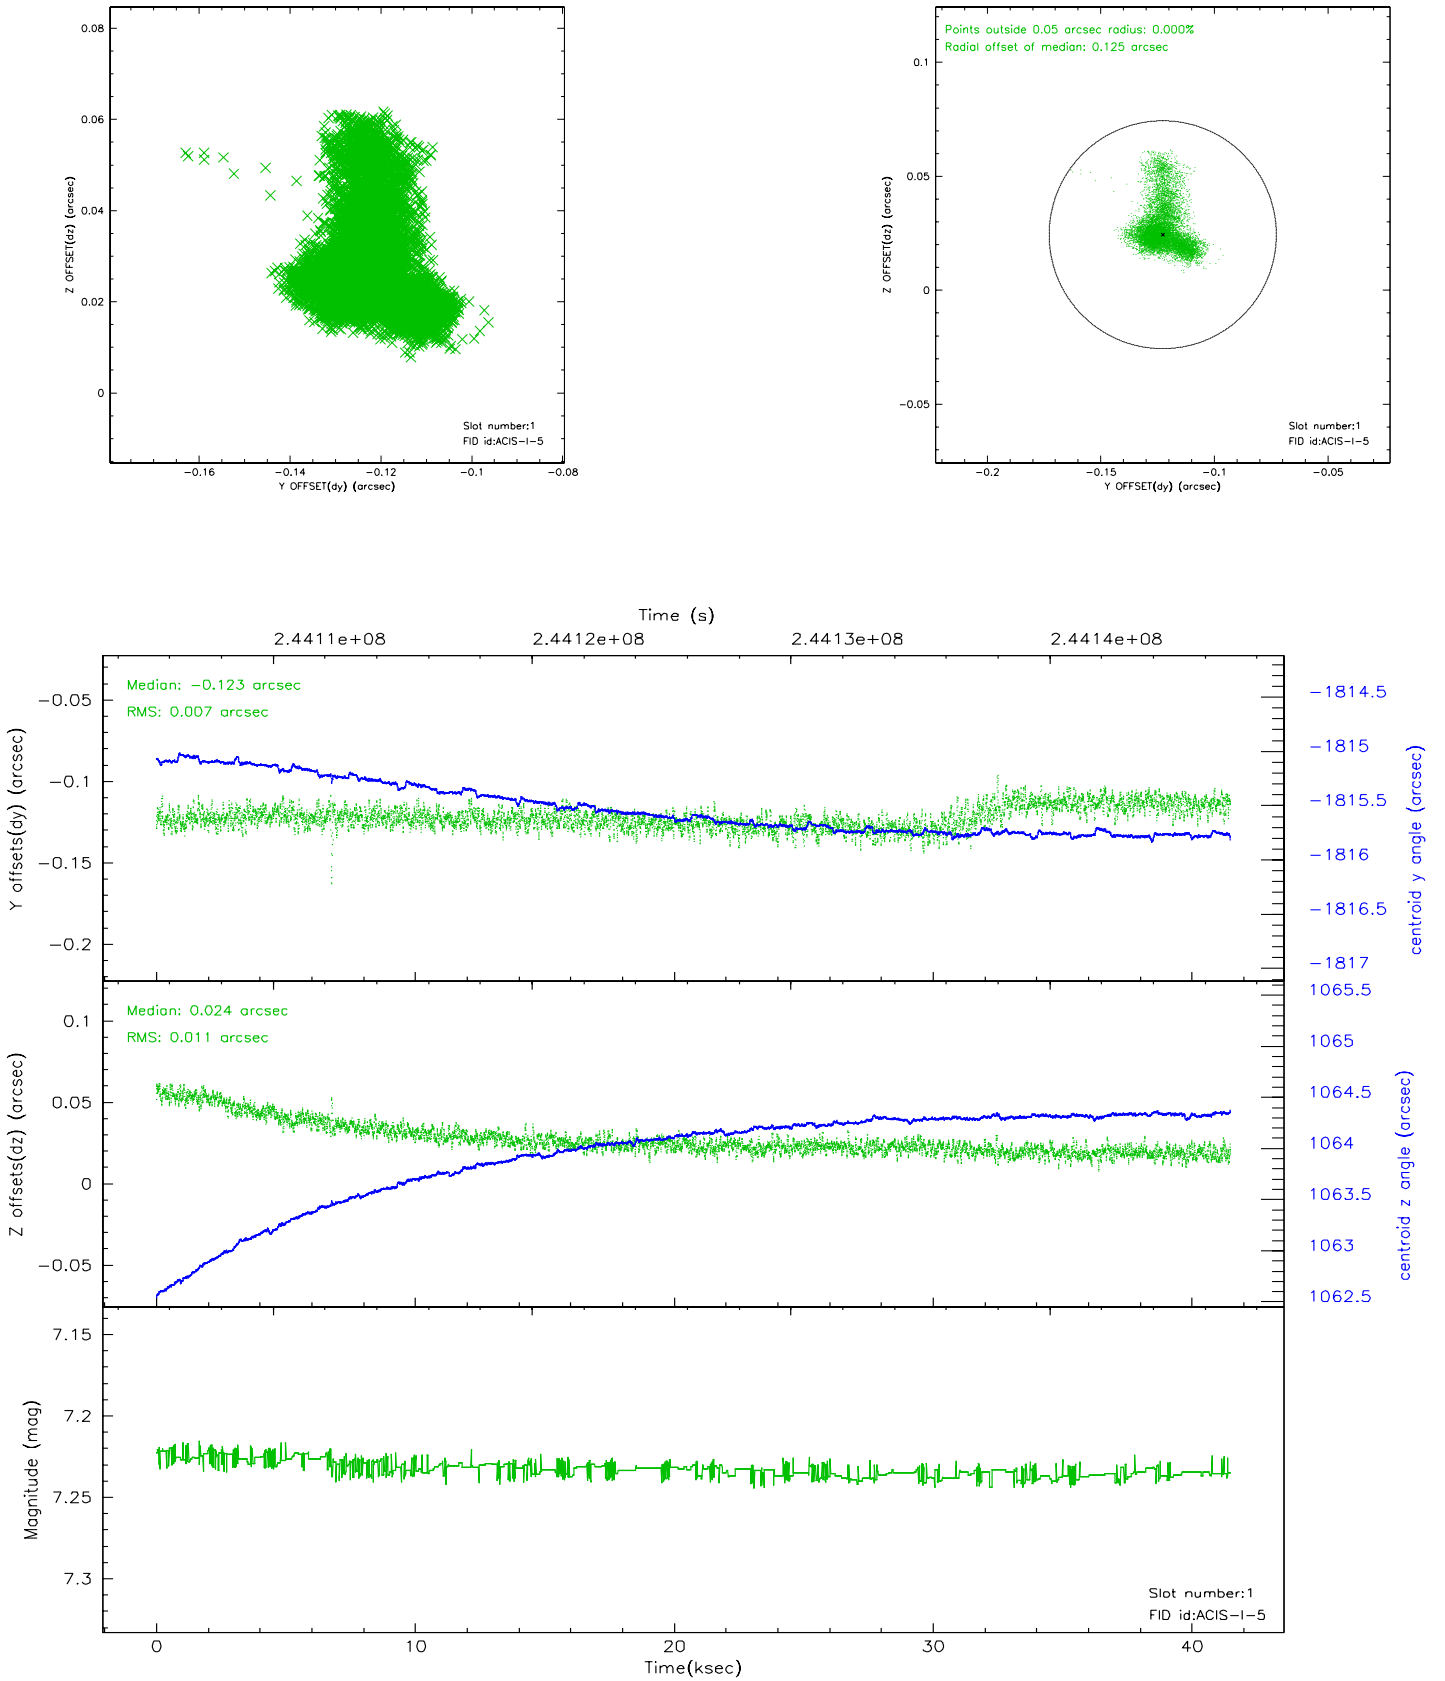 0.08
0.06
0.04
0.02
0
Z OFFSET(dz) (arcsec)
−0.16
−0.14
−0.12
−0.1
−0.08
Y OFFSET(dy) (arcsec)
Slot number:1
FID id:ACIS−I−5
Points outside 0.05 arcsec radius: 0.000%
Radial offset of median: 0.125 arcsec
0.1
0.05
0
−0.05
Z OFFSET(dz) (arcsec)
−0.2
−0.15
−0.1
−0.05
Y OFFSET(dy) (arcsec)
Slot number:1
FID id:ACIS−I−5
Time (s)
2.4411e+08
2.4412e+08
2.4413e+08
2.4414e+08
Median: −0.123 arcsec
RMS: 0.007 arcsec
−0.05
−0.1
−0.15
−0.2
Y offsets(dy) (arcsec)
−1814.5
−1815
−1815.5
−1816
−1816.5
−1817
centroid y angle (arcsec)
Median: 0.024 arcsec
RMS: 0.011 arcsec
0.1
0.05
0
−0.05
Z offsets(dz) (arcsec)
1065.5
1065
1064.5
1064
1063.5
1063
1062.5
centroid z angle (arcsec)
7.15
7.2
7.25
7.3
Magnitude (mag)
Slot number:1
FID id:ACIS−I−5
0
10
20
30
40
Time(ksec)